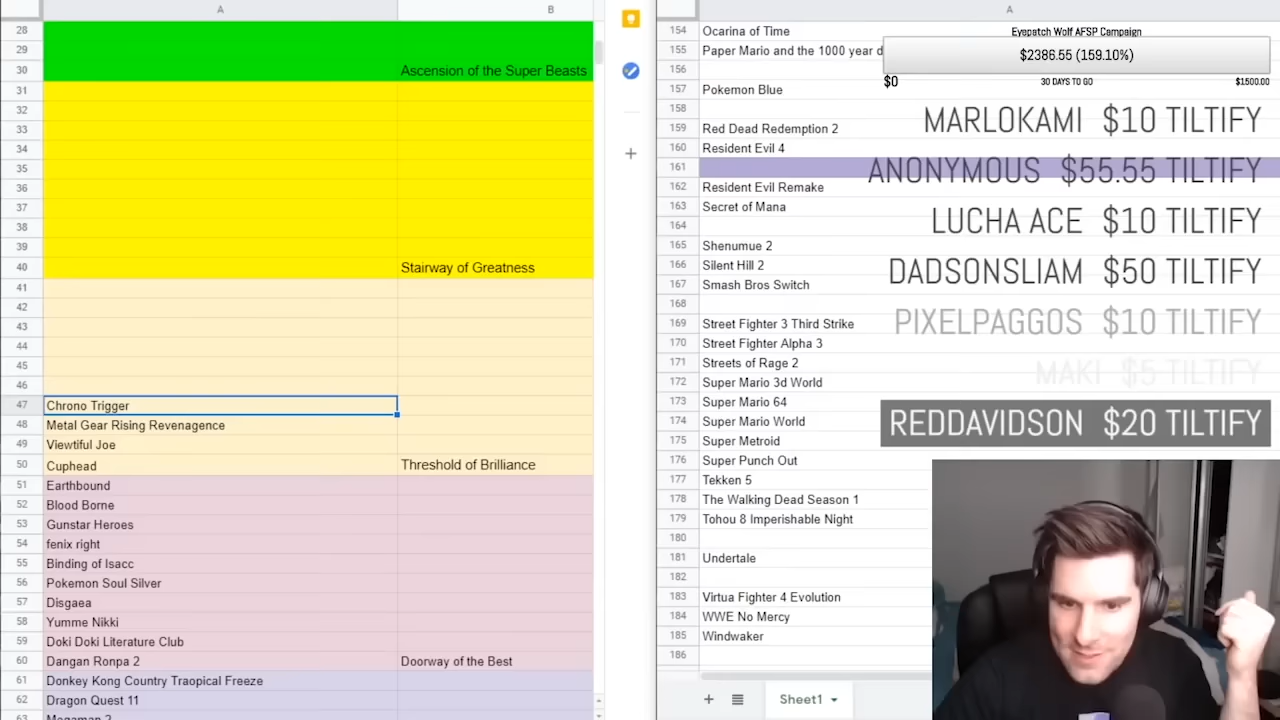 A
B
28
29
30
Ascension of the Super Beasts
31
32
33
34
35
36
37
38
39
40
Stairway of Greatness
41
42
43
44
45
46
47
Chrono Trigger
48
Metal Gear Rising Revenagence
49
Viewtiful Joe
50
Cuphead
Threshold of Brilliance
51
Earthbound
52
Blood Borne
53
Gunstar Heroes
54
fenix right
55
Binding of Isacc
56
Pokemon Soul Silver
57
Disgaea
58
Yumme Nikki
59
Doki Doki Literature Club
60
Dangan Ronpa 2
Doorway of the Best
61
Donkey Kong Country Traopical Freeze
62
Dragon Quest 11
63
Megaman 2
A
154
Ocarina of Time
155
Paper Mario and the 1000 year d
156
157
Pokemon Blue
158
159
Red Dead Redemption 2
160
Resident Evil 4
161
162
Resident Evil Remake
163
Secret of Mana
164
165
Shenumue 2
166
Silent Hill 2
167
Smash Bros Switch
168
169
Street Fighter 3 Third Strike
170
Street Fighter Alpha 3
171
Streets of Rage 2
172
Super Mario 3d World
173
Super Mario 64
174
Super Mario World
175
Super Metroid
176
Super Punch Out
177
Tekken 5
178
The Walking Dead Season 1
179
Tohou 8 Imperishable Night
180
181
Undertale
182
183
Virtua Fighter 4 Evolution
184
WWE No Mercy
185
Windwaker
186
Sheet1
Eyepatch Wolf AFSP Campaign
$2386.55 (159.10%)
$0
30 DAYS TO GO
$1500.00
MARLOKAMI $10 TILTIFY
ANONYMOUS $55.55 TILTIFY
LUCHA ACE $10 TILTIFY
DADSONSLIAM $50 TILTIFY
PIXELPAGGOS $10 TILTIFY
MAKI $5 TILTIFY
REDDAVIDSON $20 TILTIFY